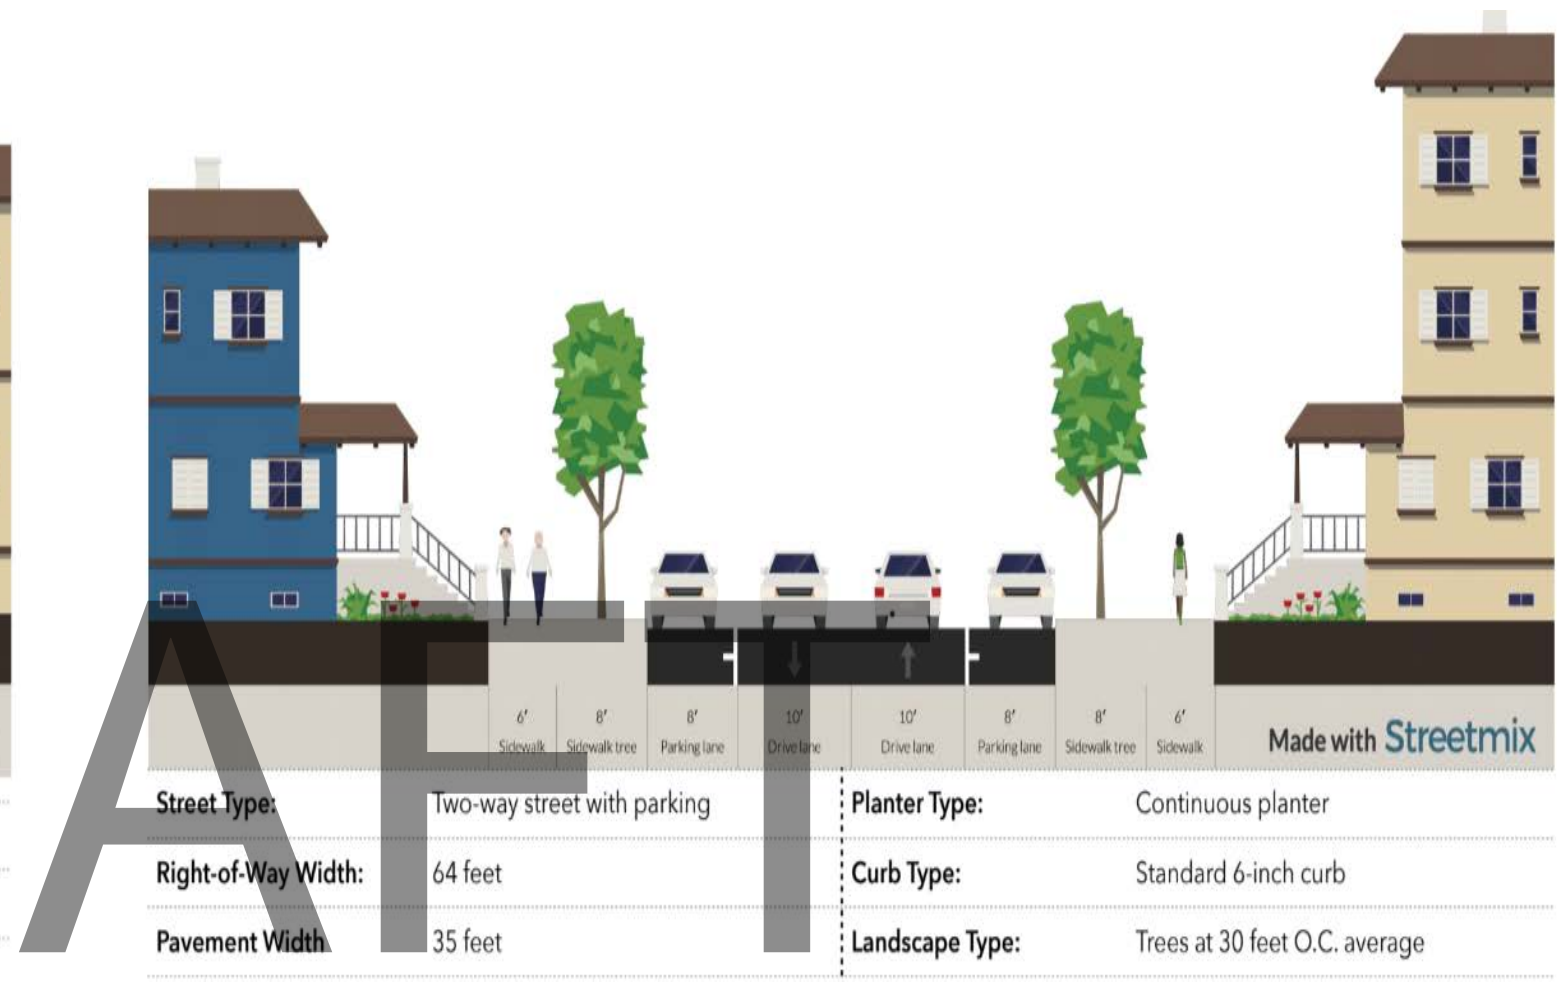 6' 8' 8' 10' 10' 8' 8' 6'
Sidewalk Sidewalk tree Parking lane Drive lane Drive lane Parking lane Sidewalk tree Sidewalk
Made with Streetmix
Street Type: Two-way street with parking Planter Type: Continuous planter
Right-of-Way Width: 64 feet Curb Type: Standard 6-inch curb
Pavement Width 35 feet Landscape Type: Trees at 30 feet O.C. average
AFT